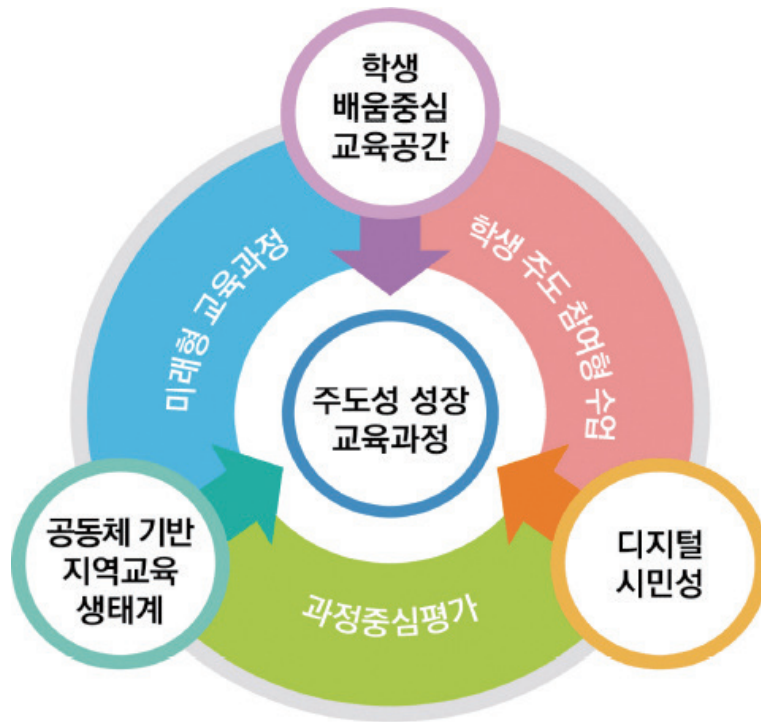 학생
배움중심
교육공간
미래형 교육과정
학생 주도 참여형 수업
주도성 성장
교육과정
공동체 기반
지역교육
생태계
디지털
시민성
과정중심평가